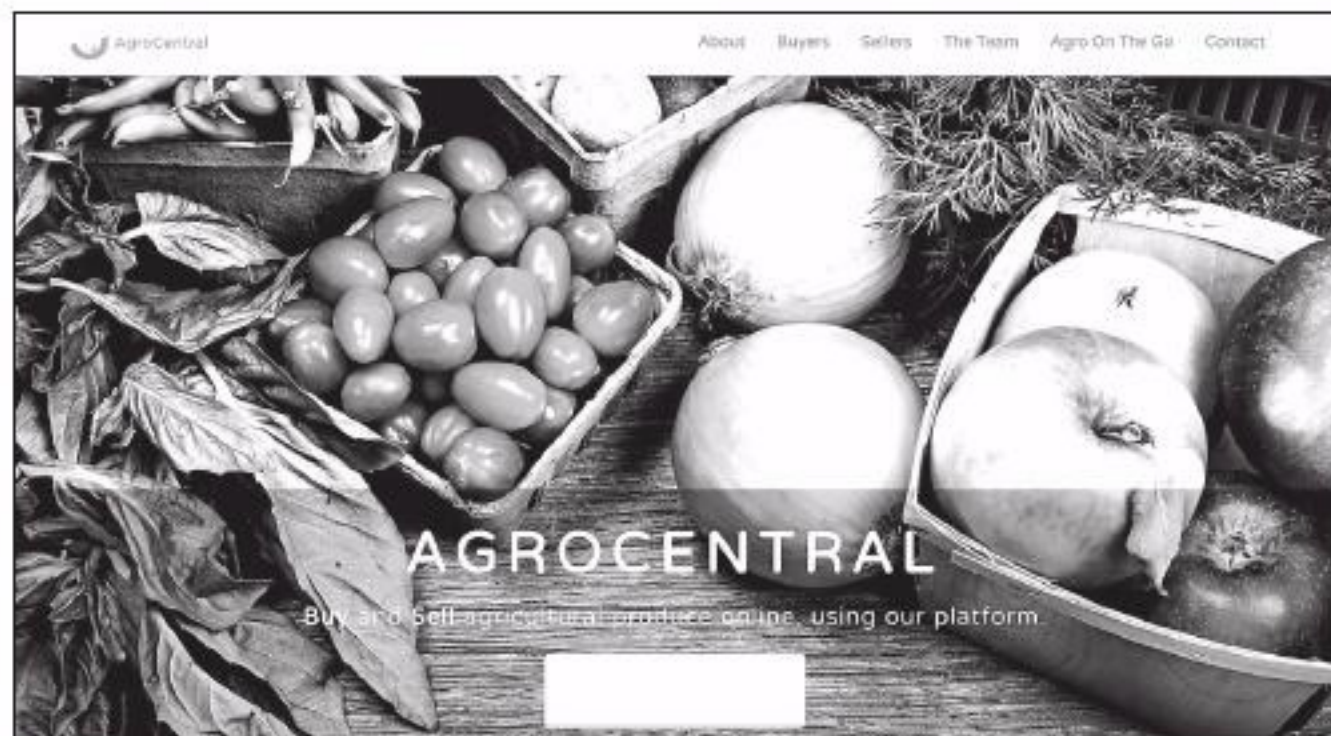 AgroCentral
About Buyers Sellers The Team Agro On The Go Contact
AGROCENTRAL
Buy and Sell agricultural produce online, using our platform